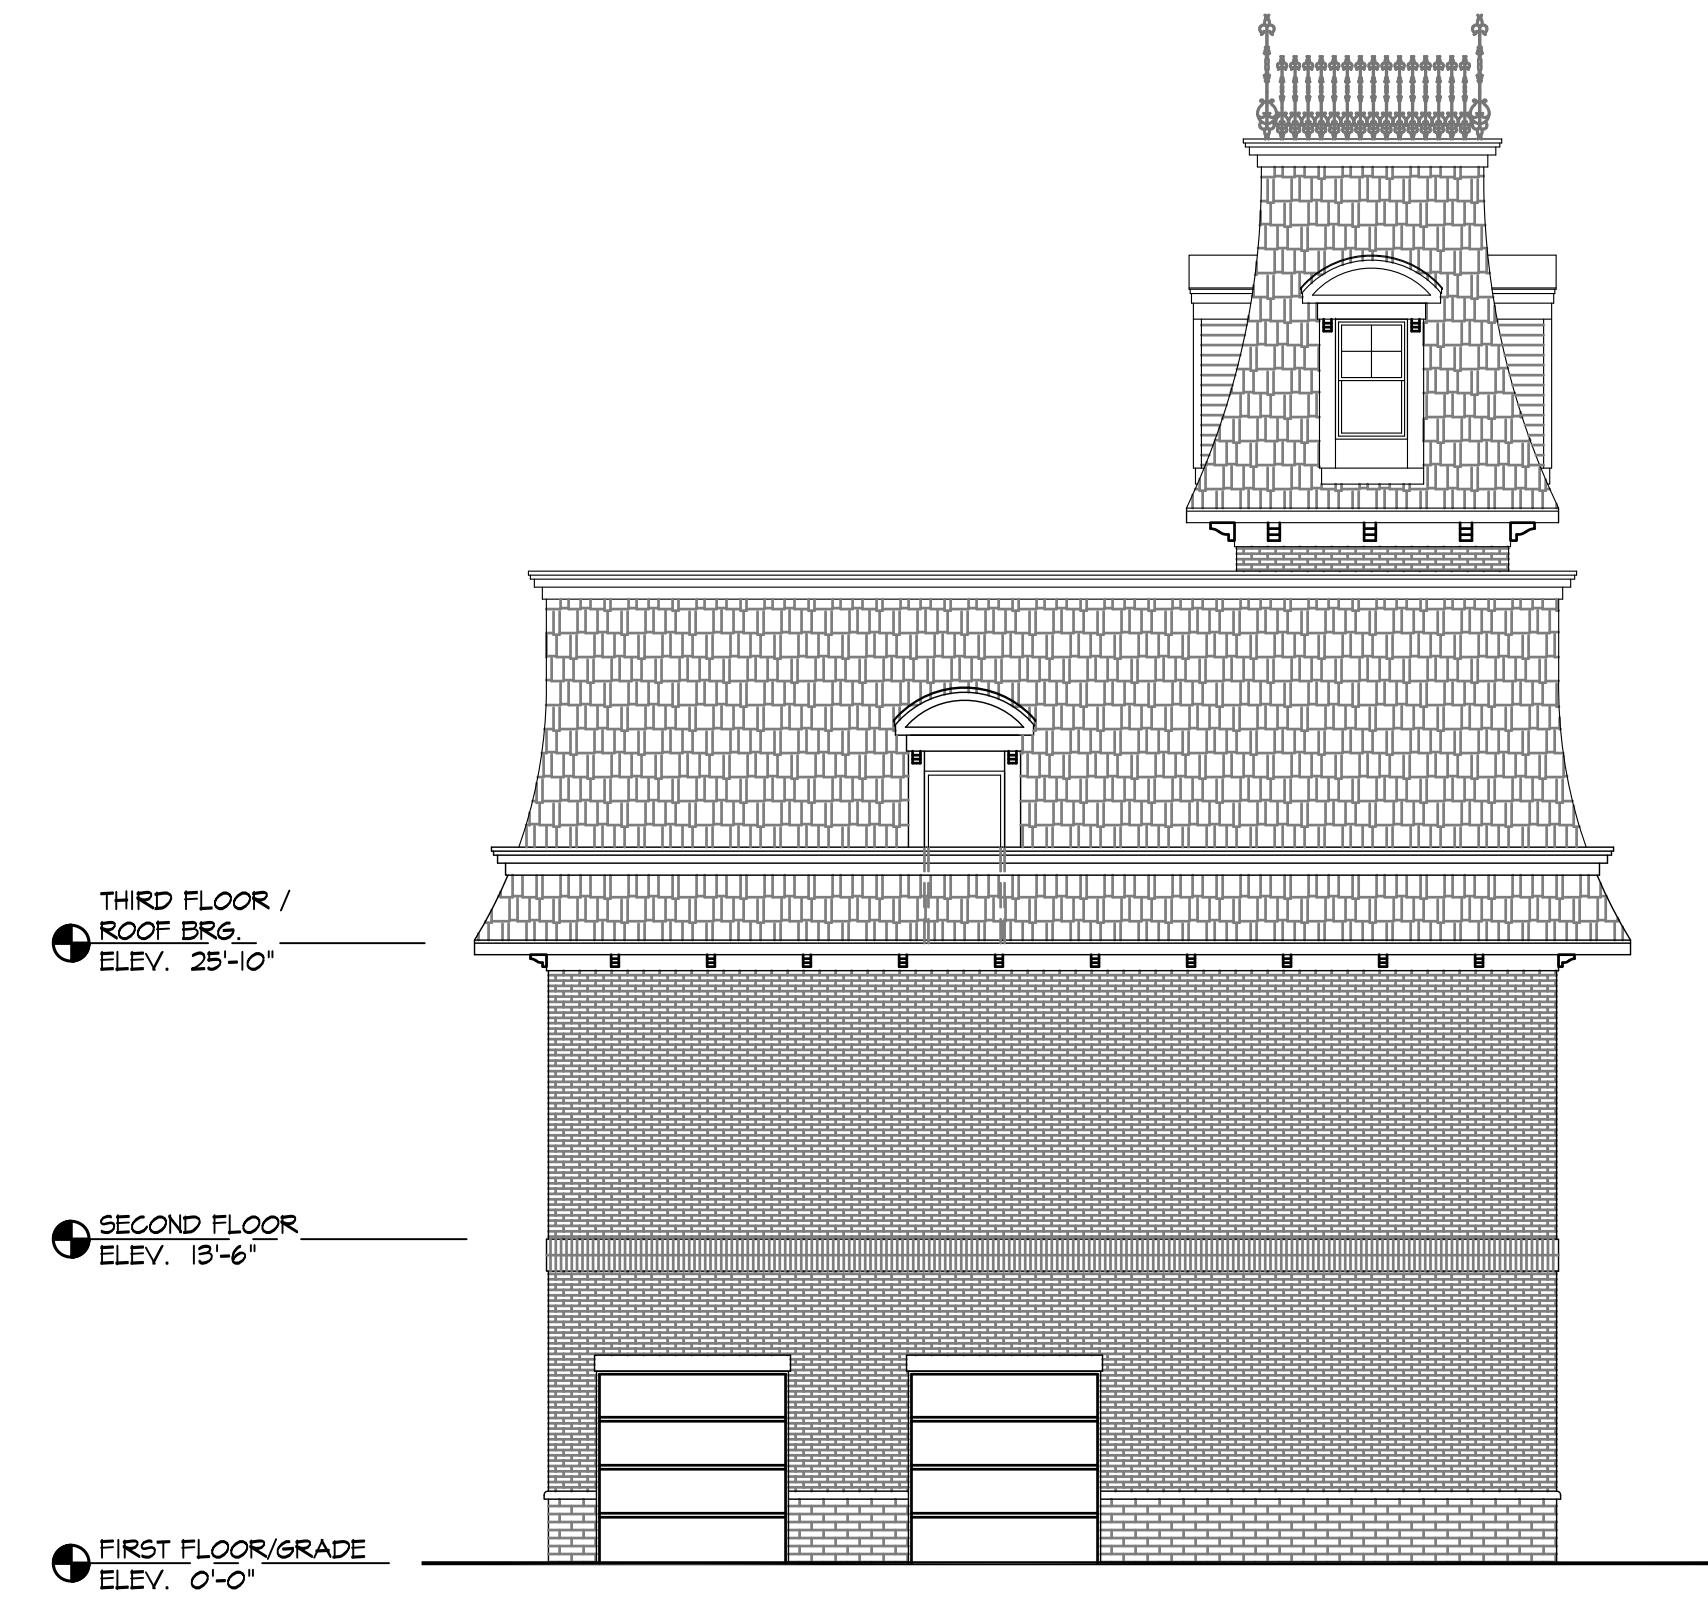 THIRD FLOOR /
ROOF BRG.
ELEV. 25'-10"
SECOND FLOOR
ELEV. 13'-6"
FIRST FLOOR/GRADE
ELEV. 0'-0"